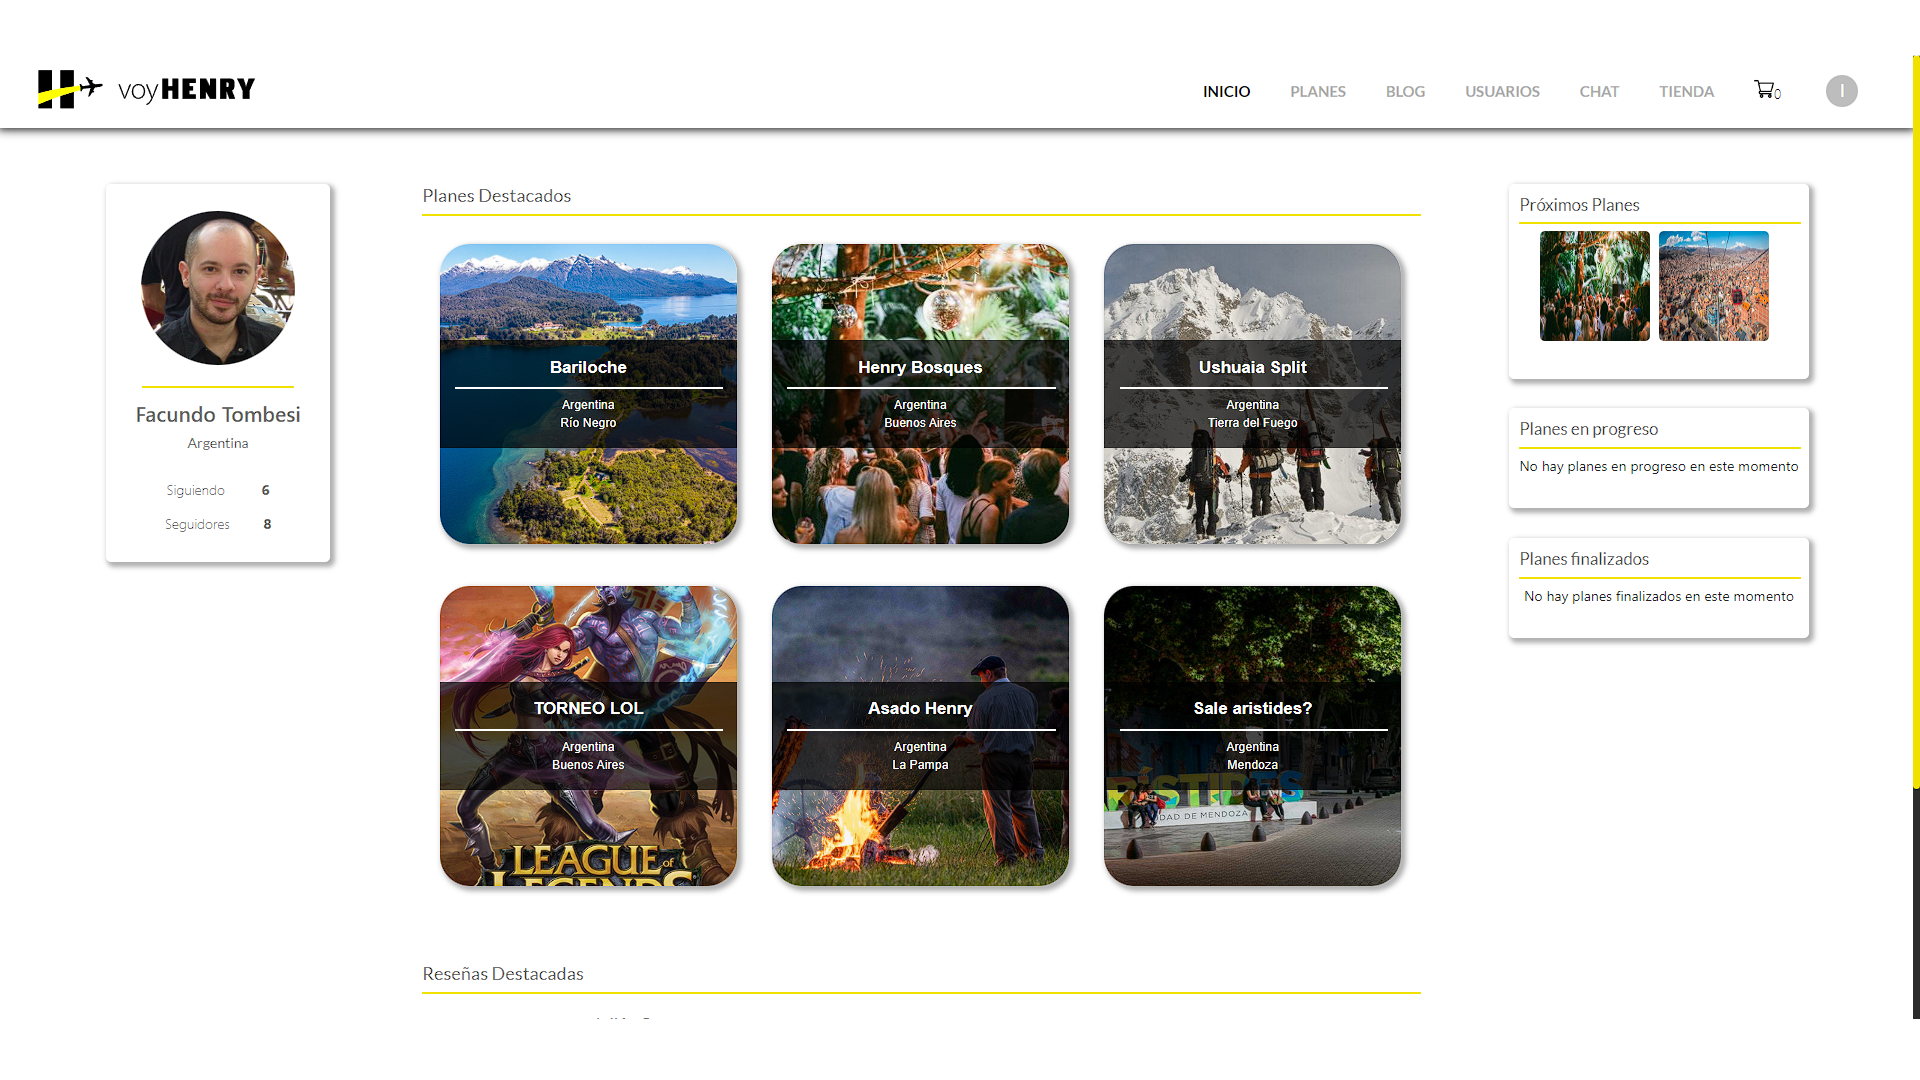 voyHENRY
INICIO
PLANES
BLOG
USUARIOS
CHAT
TIENDA
0
I
Facundo Tombesi
Argentina
Siguiendo 6
Seguidores 8
Planes Destacados
Bariloche
Argentina
Río Negro
Henry Bosques
Argentina
Buenos Aires
Ushuaia Split
Argentina
Tierra del Fuego
TORNEO LOL
Argentina
Buenos Aires
LEAGUE of
LEGENDS
Asado Henry
Argentina
La Pampa
Sale aristides?
Argentina
Mendoza
DAD DE MENDOZA
Reseñas Destacadas
Próximos Planes
Planes en progreso
No hay planes en progreso en este momento
Planes finalizados
No hay planes finalizados en este momento